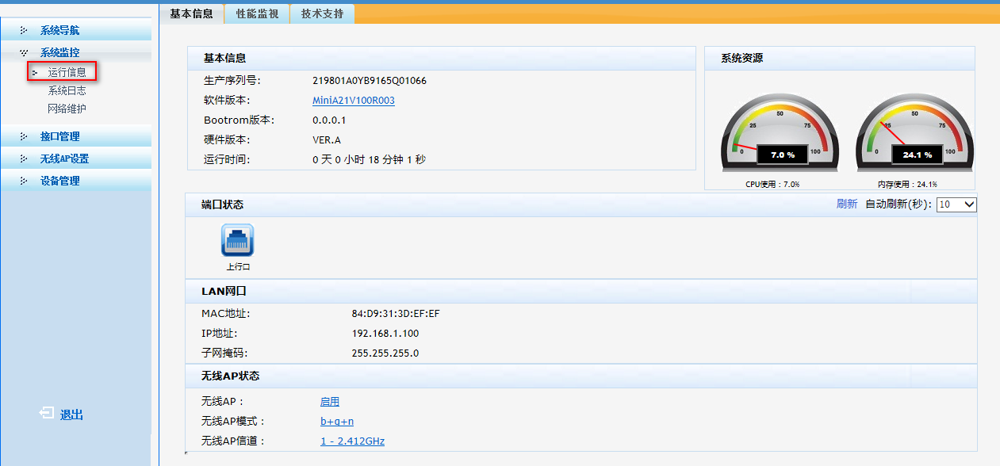 基本信息 性能监视 技术支持
系统导航
系统监控
运行信息
系统日志
网络维护
接口管理
无线AP设置
设备管理
退出
基本信息
生产序列号: 219801A0YB9165Q01066
软件版本: MiniA21V100R003
Bootrom版本: 0.0.0.1
硬件版本: VER.A
运行时间: 0 天 0 小时 18 分钟 1 秒
系统资源
0 25 50 75 100
7.0 %
CPU使用：7.0%
0 25 50 75 100
24.1 %
内存使用：24.1%
端口状态 刷新 自动刷新(秒): 10
上行口
LAN网口
MAC地址: 84:D9:31:3D:EF:EF
IP地址: 192.168.1.100
子网掩码: 255.255.255.0
无线AP状态
无线AP： 启用
无线AP模式： b+g+n
无线AP信道： 1 - 2.412GHz